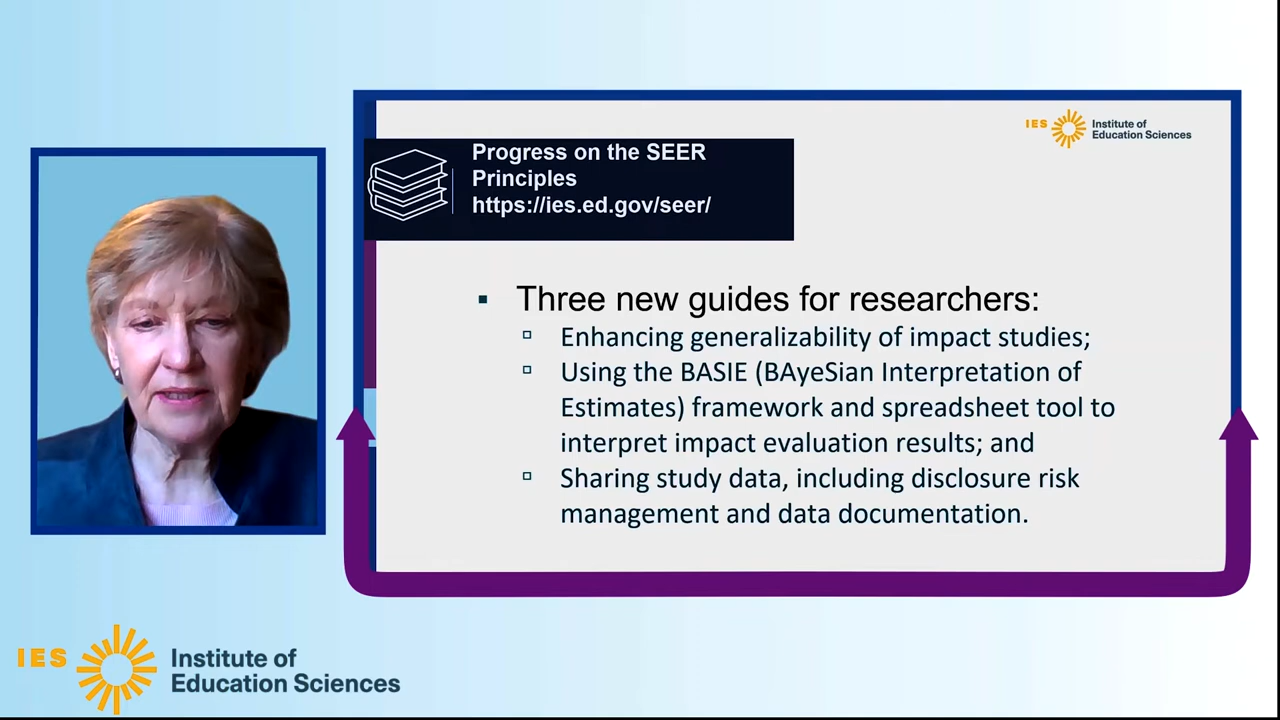 IES
Institute of
Education Sciences
Progress on the SEER
Principles
https://ies.ed.gov/seer/
▪ Three new guides for researchers:
▫ Enhancing generalizability of impact studies;
▫ Using the BASIE (BAyeSian Interpretation of
Estimates) framework and spreadsheet tool to
interpret impact evaluation results; and
▫ Sharing study data, including disclosure risk
management and data documentation.
IES
Institute of
Education Sciences